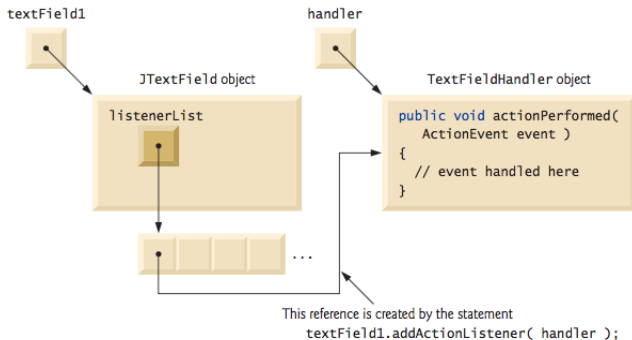 textField1
handler
JTextField object
TextFieldHandler object
listenerList
public void actionPerformed(
ActionEvent event )
{
// event handled here
}
...
This reference is created by the statement
textField1.addActionListener( handler );